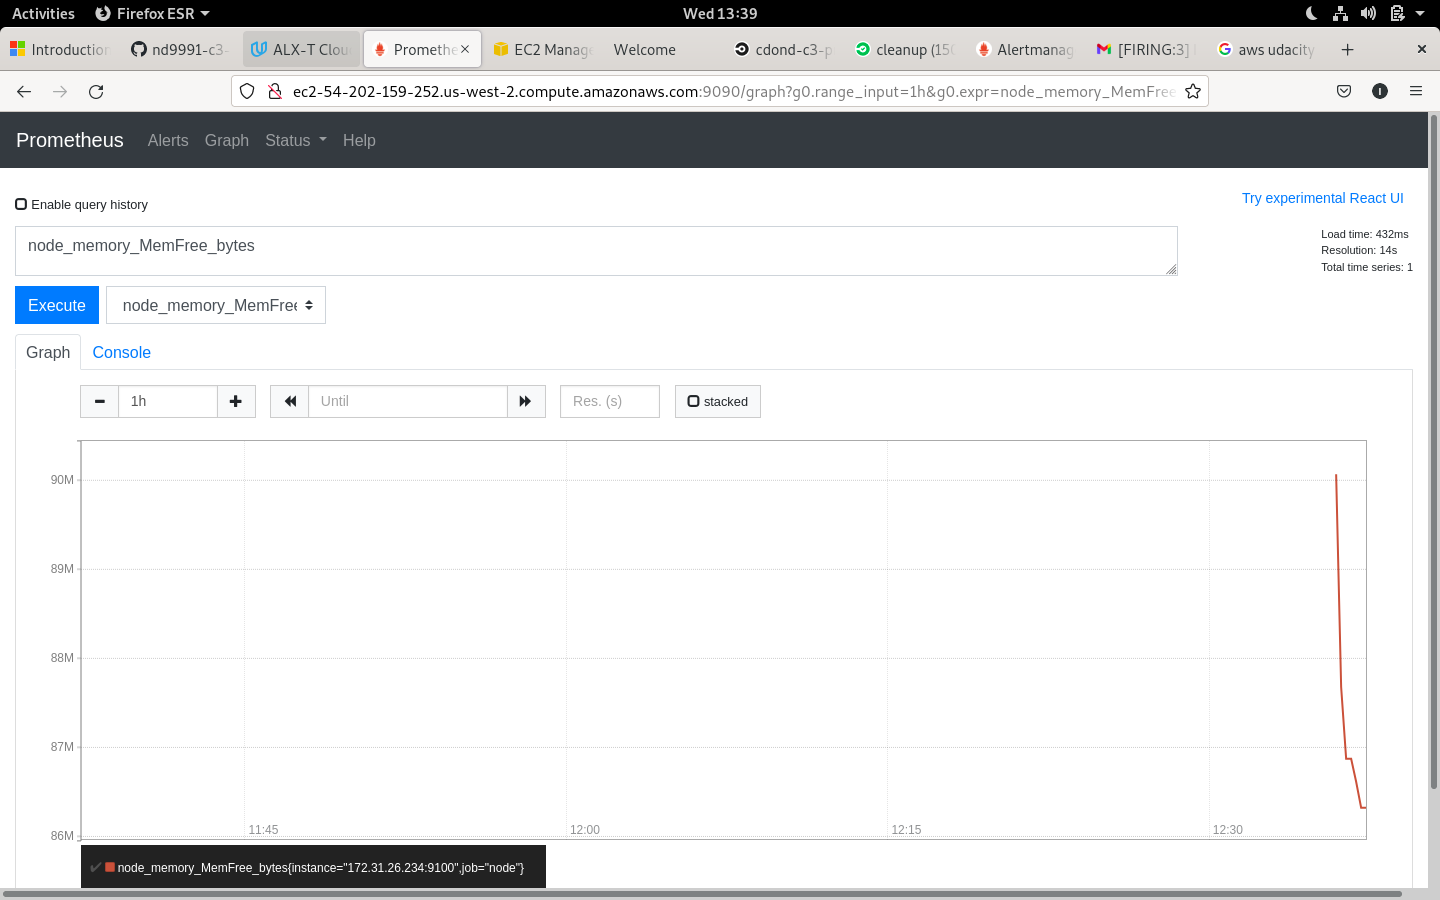 Activities Firefox ESR Wed 13:39
Introduction nd9991-c3- ALX-T Clou Promethe EC2 Manage Welcome cdond-c3-p cleanup (150 Alertmanag [FIRING:3] aws udacity
ec2-54-202-159-252.us-west-2.compute.amazonaws.com:9090/graph?g0.range_input=1h&g0.expr=node_memory_MemFree
I
Prometheus Alerts Graph Status Help
Enable query history
Try experimental React UI
node_memory_MemFree_bytes
Load time: 432ms
Resolution: 14s
Total time series: 1
Execute node_memory_MemFree
Graph Console
1h Until Res. (s) stacked
90M
89M
88M
87M
86M
11:45 12:00 12:15 12:30
node_memory_MemFree_bytes{instance="172.31.26.234:9100",job="node"}